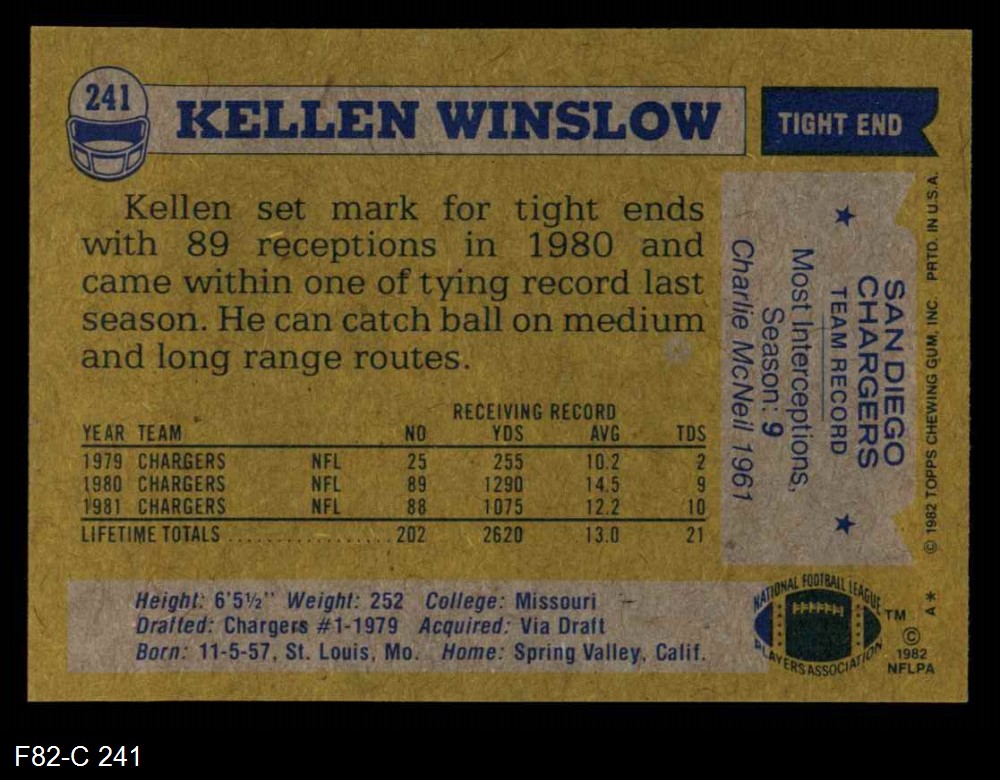 241
KELLEN WINSLOW
TIGHT END
Kellen set mark for tight ends
with 89 receptions in 1980 and
came within one of tying record last
season. He can catch ball on medium
and long range routes.
RECEIVING RECORD
YEAR TEAM NO YDS AVG TDS
1979 CHARGERS NFL 25 255 10.2 2
1980 CHARGERS NFL 89 1290 14.5 9
1981 CHARGERS NFL 88 1075 12.2 10
LIFETIME TOTALS ................ 202 2620 13.0 21
Height: 6'5½" Weight: 252 College: Missouri
Drafted: Chargers #1-1979 Acquired: Via Draft
Born: 11-5-57, St. Louis, Mo. Home: Spring Valley, Calif.
SAN DIEGO
CHARGERS
TEAM RECORD
Most Interceptions,
Season: 9
Charlie McNeil 1961
© 1982 TOPPS CHEWING GUM, INC. PRTD. IN U.S.A.
A*
NATIONAL FOOTBALL LEAGUE
PLAYERS ASSOCIATION
TM
©
1982
NFLPA
F82-C 241